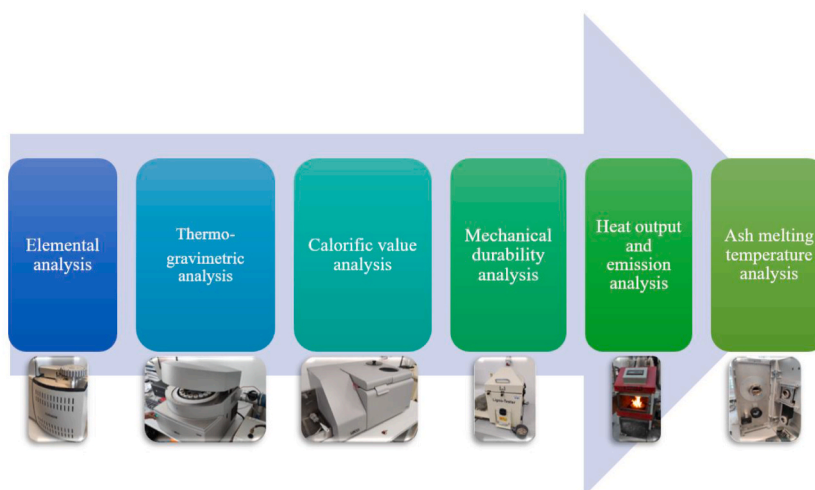 Elemental
analysis
Thermo-
gravimetric
analysis
Calorific value
analysis
Mechanical
durability
analysis
Heat output
and
emission
analysis
Ash melting
temperature
analysis